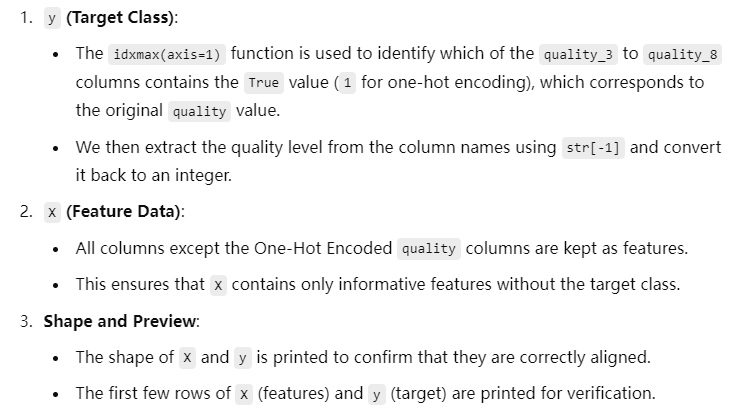 1. y (Target Class):
• The idxmax(axis=1) function is used to identify which of the quality_3 to quality_8
columns contains the True value ( 1 for one-hot encoding), which corresponds to
the original quality value.
• We then extract the quality level from the column names using str[-1] and convert
it back to an integer.
2. X (Feature Data):
• All columns except the One-Hot Encoded quality columns are kept as features.
• This ensures that X contains only informative features without the target class.
3. Shape and Preview:
• The shape of X and y is printed to confirm that they are correctly aligned.
• The first few rows of X (features) and y (target) are printed for verification.